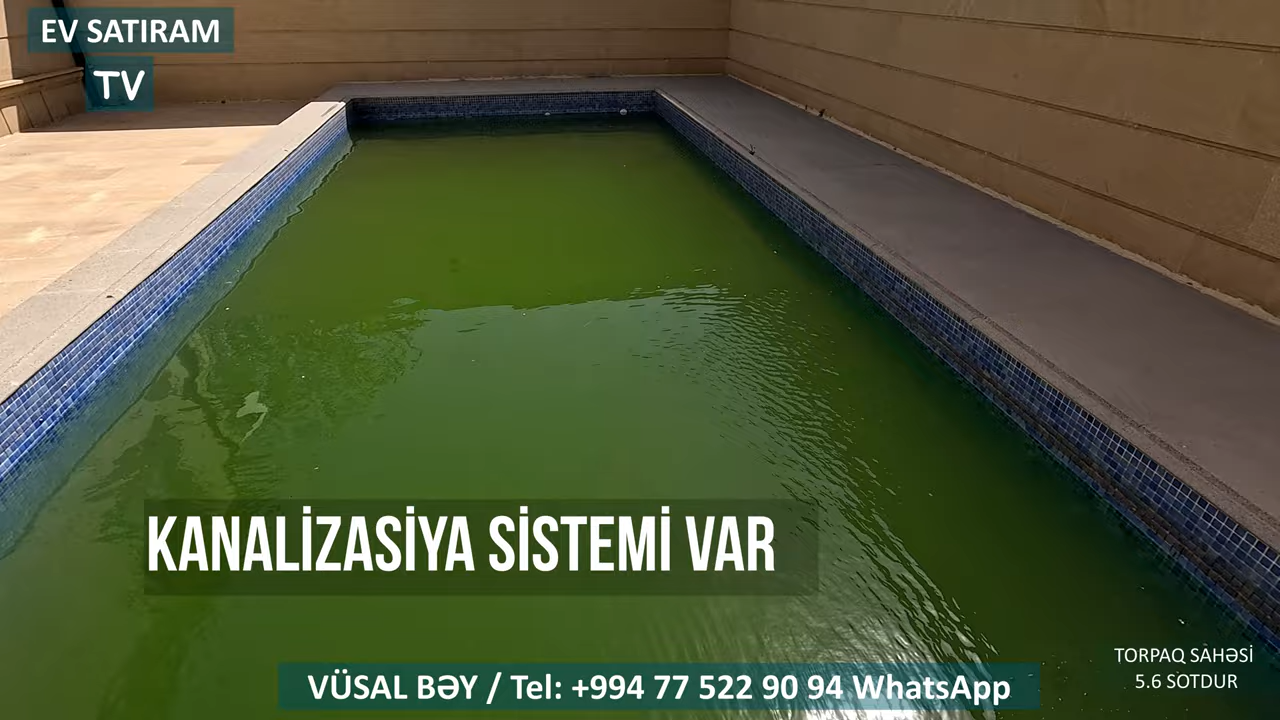 EV SATIRAM
TV
KANALİZASİYA SİSTEMİ VAR
TORPAQ SAHƏSİ
5.6 SOTDUR
VÜSAL BƏY / Tel: +994 77 522 90 94 WhatsApp